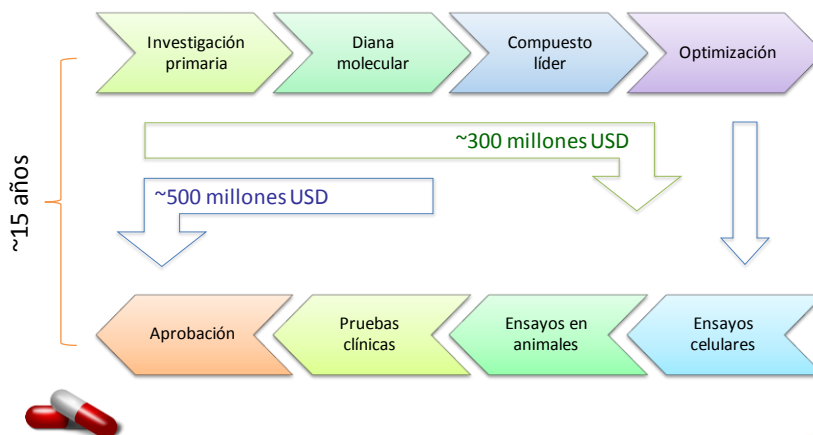 Investigación
primaria
Diana
molecular
Compuesto
líder
Optimización
~300 millones USD
~500 millones USD
~15 años
Aprobación
Pruebas
clínicas
Ensayos en
animales
Ensayos
celulares